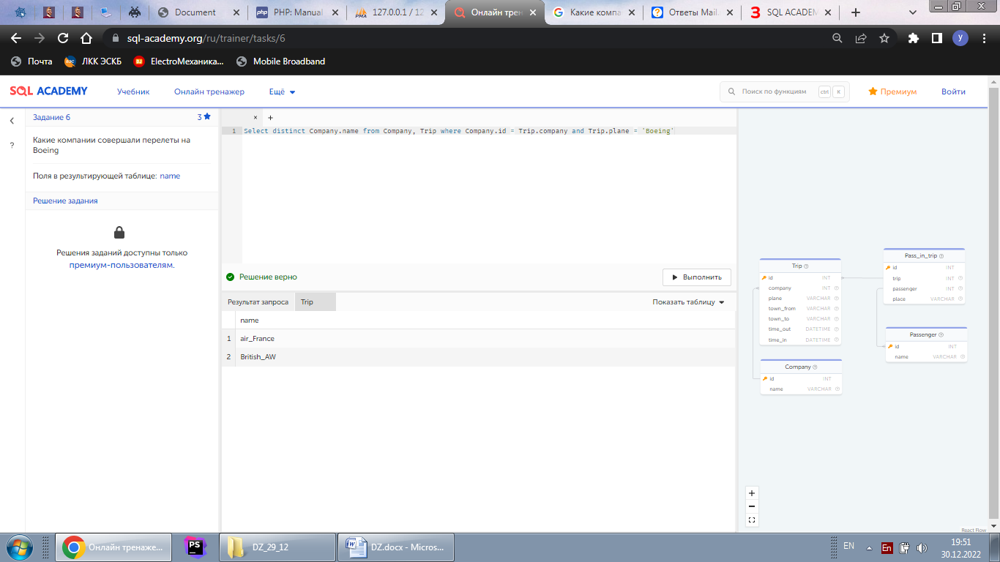 Document
PHP: Manual
127.0.0.1 / 12
Онлайн трен
Какие компа
Ответы Mail.
SQL ACADEM
sql-academy.org/ru/trainer/tasks/6
y
Почта
ЛКК ЭСКБ
ElectroМеханика...
Mobile Broadband
SQL ACADEMY
Учебник
Онлайн тренажер
Ещё
Поиск по функциям
ctrl
K
Премиум
Войти
Задание 6
3
Какие компании совершали перелеты на
Boeing
Поля в результирующей таблице: name
Решение задания
Решения заданий доступны только
премиум-пользователям.
?
1 Select distinct Company.name from Company, Trip where Company.id = Trip.company and Trip.plane = 'Boeing'
Решение верно
Выполнить
Результат запроса
Trip
Показать таблицу
name
1 air_France
2 British_AW
Trip
id INT
company INT
plane VARCHAR
town_from VARCHAR
town_to VARCHAR
time_out DATETIME
time_in DATETIME
Company
id INT
name VARCHAR
Pass_in_trip
id INT
trip INT
passenger INT
place VARCHAR
Passenger
id INT
name VARCHAR
React Flow
Онлайн тренаже...
PS
DZ_29_12
DZ.docx - Micros...
EN
En
19:51
30.12.2022